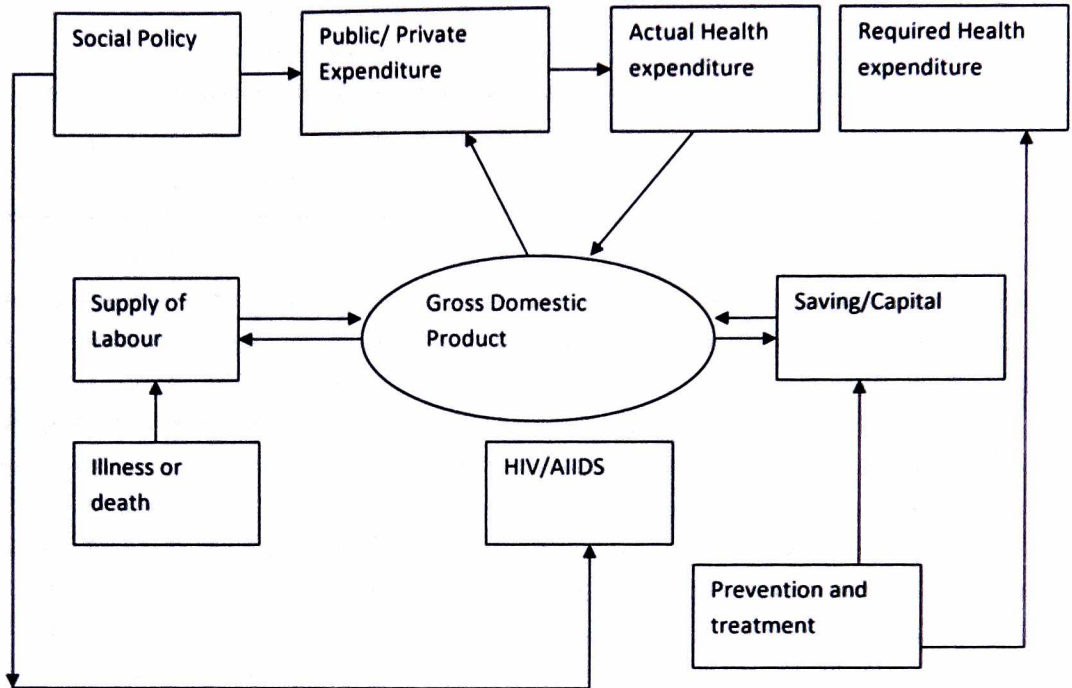 Social Policy
Public/ Private
Expenditure
Actual Health
expenditure
Required Health
expenditure
Supply of
Labour
Gross Domestic
Product
Saving/Capital
Illness or
death
HIV/AIIDS
Prevention and
treatment